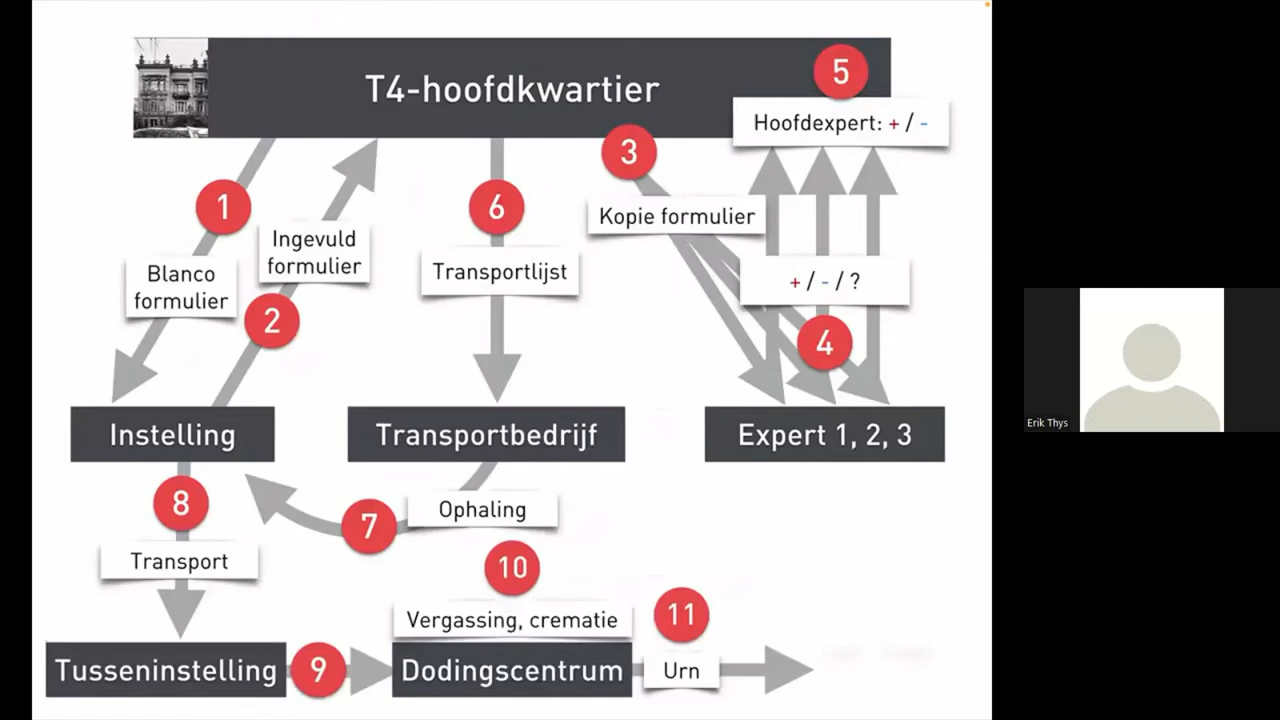 T4-hoofdkwartier
5
Hoofdexpert: + / -
3
1
6
Kopie formulier
Ingevuld
formulier
Blanco
formulier
Transportlijst
+ / - / ?
2
4
Instelling
Transportbedrijf
Expert 1, 2, 3
8
7
Ophaling
Transport
10
Vergassing, crematie
11
Tusseninstelling
9
Dodingscentrum
Urn
Erik Thys